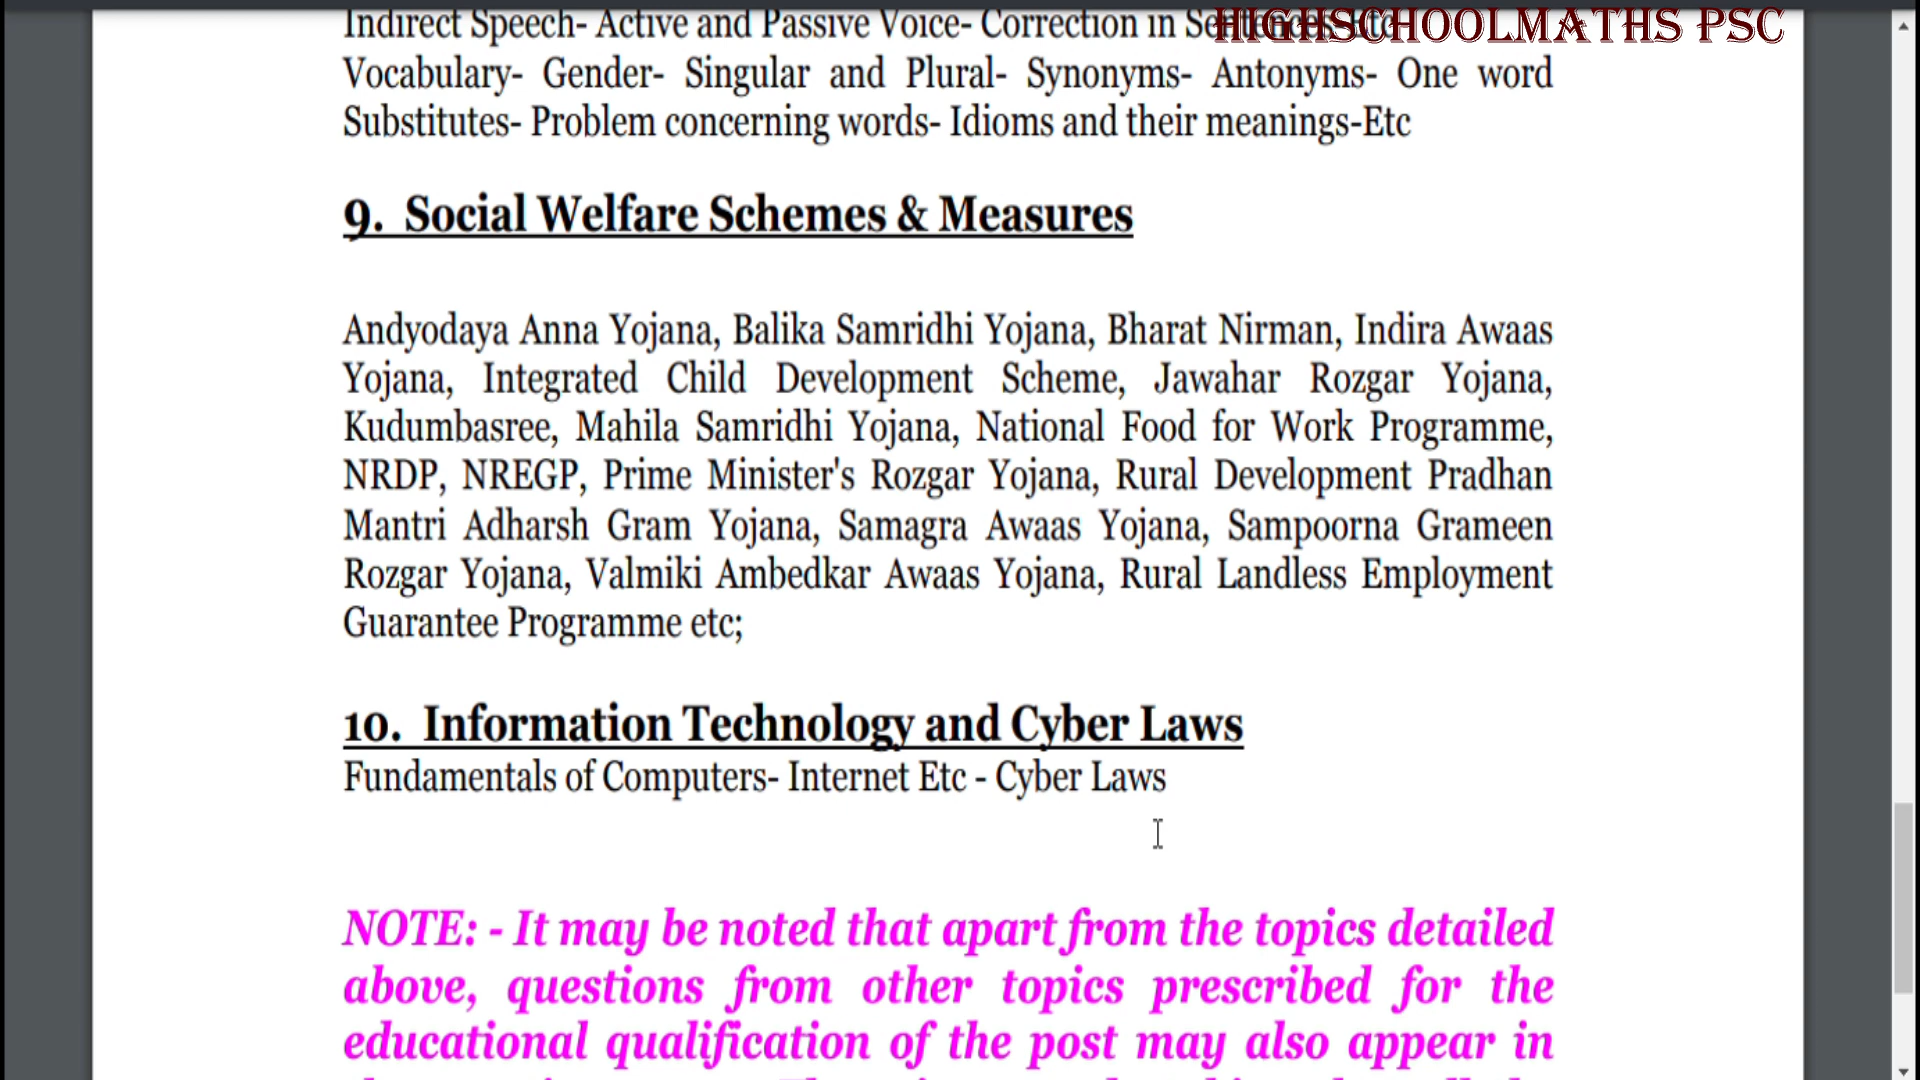 HIGHSCHOOLMATHS PSC
Indirect Speech- Active and Passive Voice- Correction in Sentences- Etc
Vocabulary- Gender- Singular and Plural- Synonyms- Antonyms- One word
Substitutes- Problem concerning words- Idioms and their meanings-Etc
9. Social Welfare Schemes & Measures
Andyodaya Anna Yojana, Balika Samridhi Yojana, Bharat Nirman, Indira Awaas
Yojana, Integrated Child Development Scheme, Jawahar Rozgar Yojana,
Kudumbasree, Mahila Samridhi Yojana, National Food for Work Programme,
NRDP, NREGP, Prime Minister's Rozgar Yojana, Rural Development Pradhan
Mantri Adharsh Gram Yojana, Samagra Awaas Yojana, Sampoorna Grameen
Rozgar Yojana, Valmiki Ambedkar Awaas Yojana, Rural Landless Employment
Guarantee Programme etc;
10. Information Technology and Cyber Laws
Fundamentals of Computers- Internet Etc - Cyber Laws
NOTE: - It may be noted that apart from the topics detailed
above, questions from other topics prescribed for the
educational qualification of the post may also appear in